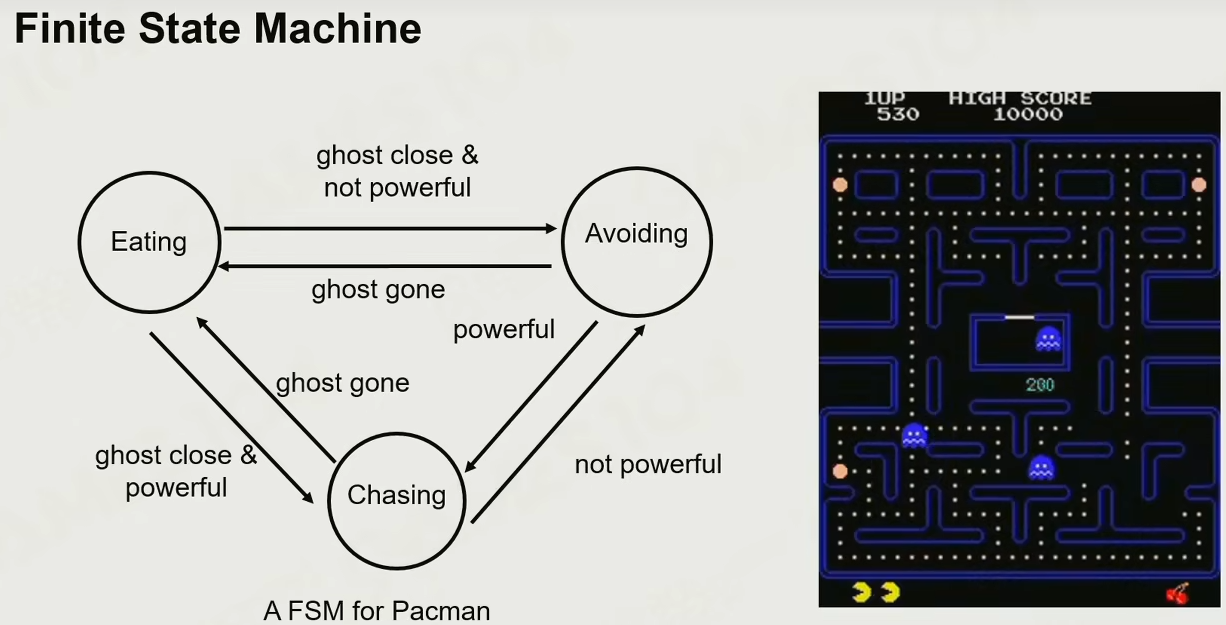 Finite State Machine
ghost close &
not powerful
Eating
Avoiding
ghost gone
powerful
ghost gone
ghost close &
powerful
not powerful
Chasing
A FSM for Pacman
1UP HIGH SCORE
530 10000
200